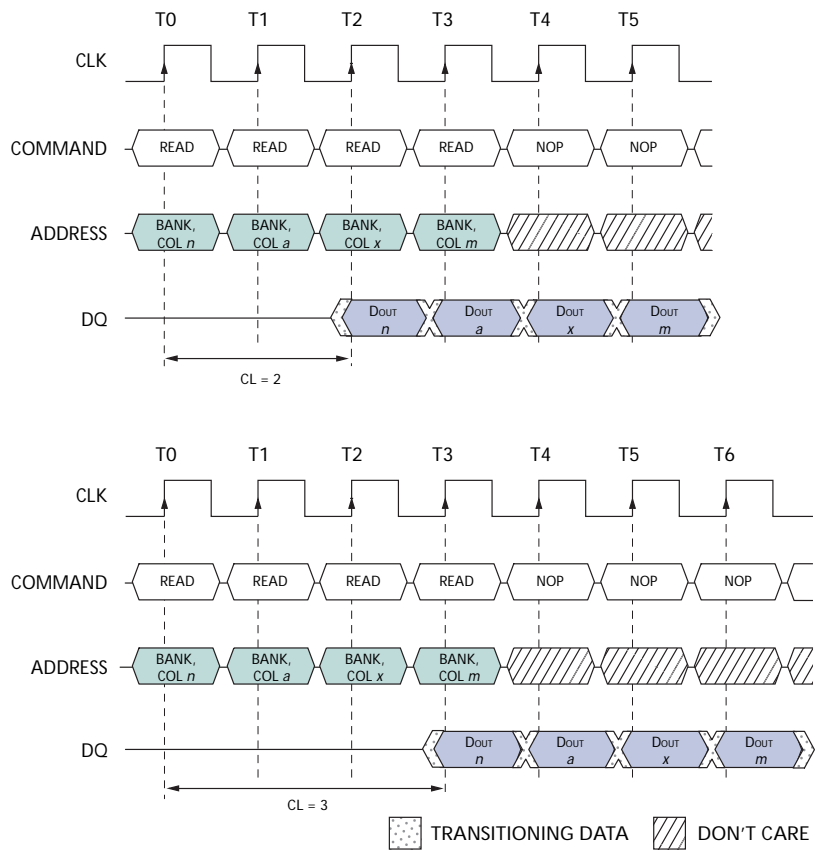 T0 T1 T2 T3 T4 T5
CLK
COMMAND READ READ READ READ NOP NOP
ADDRESS BANK, COL n BANK, COL a BANK, COL x BANK, COL m
DQ DOUT n DOUT a DOUT x DOUT m
CL = 2
T0 T1 T2 T3 T4 T5 T6
CLK
COMMAND READ READ READ READ NOP NOP NOP
ADDRESS BANK, COL n BANK, COL a BANK, COL x BANK, COL m
DQ DOUT n DOUT a DOUT x DOUT m
CL = 3
TRANSITIONING DATA DON'T CARE